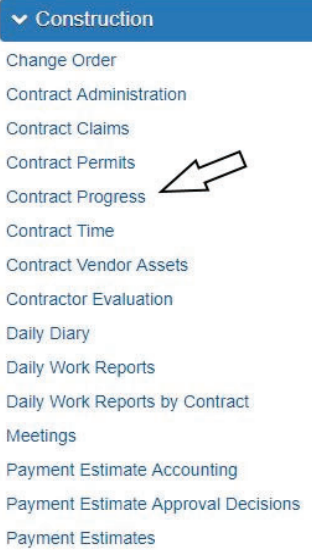 Construction
Change Order
Contract Administration
Contract Claims
Contract Permits
Contract Progress
Contract Time
Contract Vendor Assets
Contractor Evaluation
Daily Diary
Daily Work Reports
Daily Work Reports by Contract
Meetings
Payment Estimate Accounting
Payment Estimate Approval Decisions
Payment Estimates